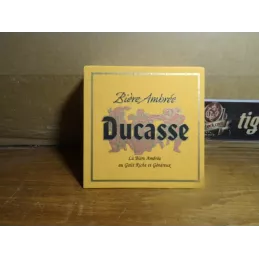 Bière Ambrée
Ducasse
La Bière Ambrée
au Goût Riche et Généreux
tig